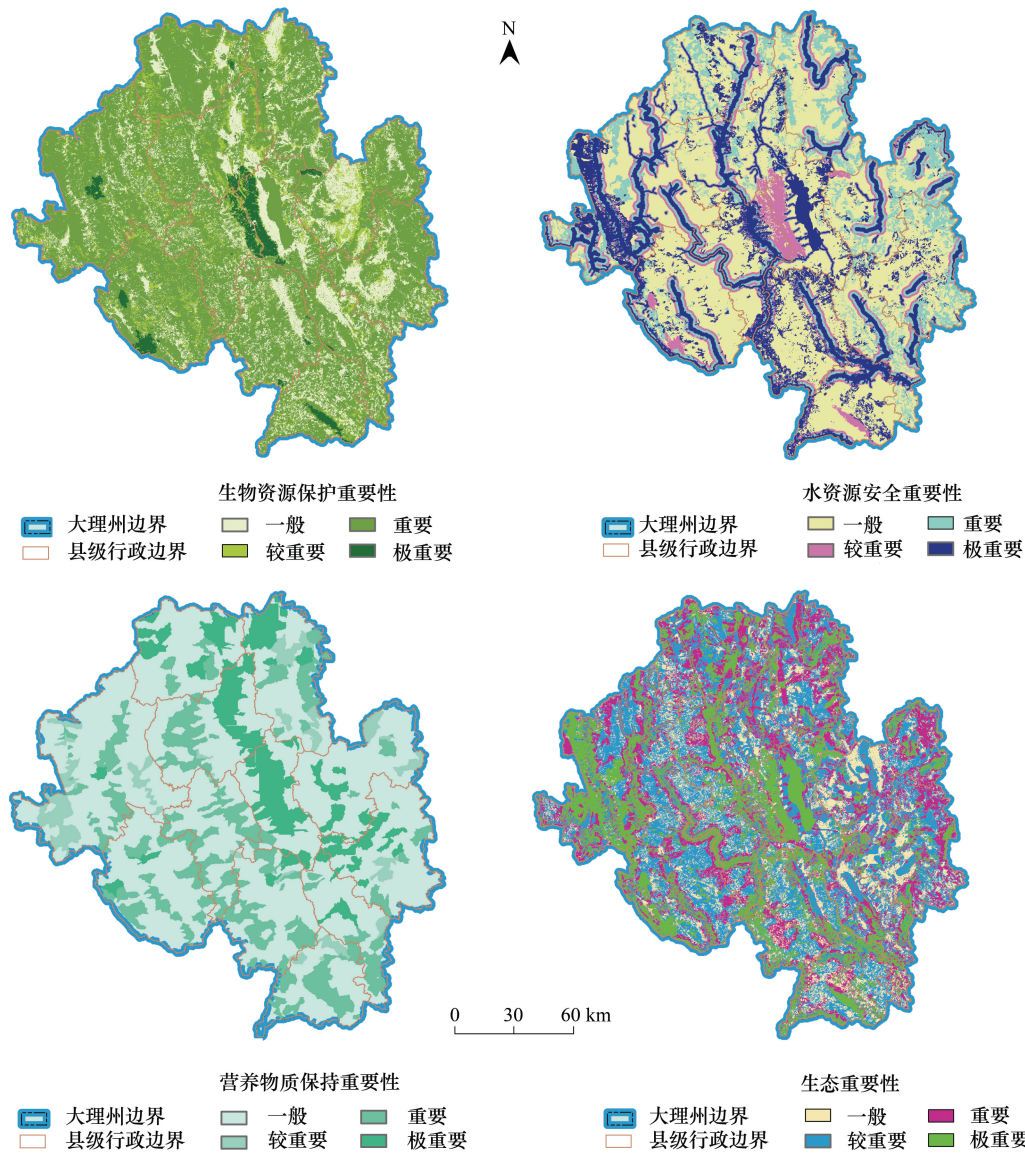 N
生物资源保护重要性
大理州边界 一般 重要
县级行政边界 较重要 极重要
水资源安全重要性
大理州边界 一般 重要
县级行政边界 较重要 极重要
0 30 60 km
营养物质保持重要性
大理州边界 一般 重要
县级行政边界 较重要 极重要
生态重要性
大理州边界 一般 重要
县级行政边界 较重要 极重要